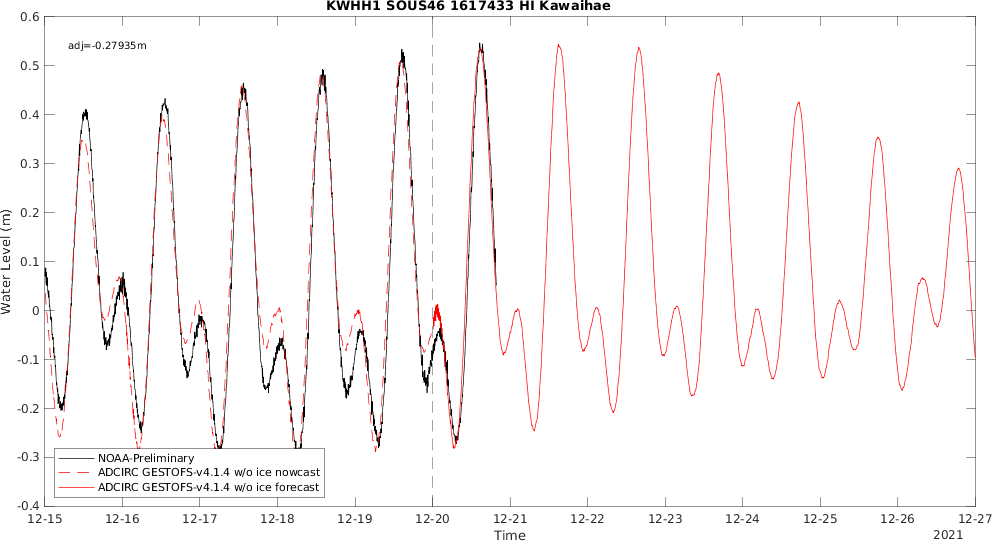 KWHH1 SOUS46 1617433 HI Kawaihae
adj=-0.27935m
Water Level (m)
0.6
0.5
0.4
0.3
0.2
0.1
0
-0.1
-0.2
-0.3
-0.4
NOAA-Preliminary
ADCIRC GESTOFS-v4.1.4 w/o ice nowcast
ADCIRC GESTOFS-v4.1.4 w/o ice forecast
12-15 12-16 12-17 12-18 12-19 12-20 12-21 12-22 12-23 12-24 12-25 12-26 12-27
Time
2021